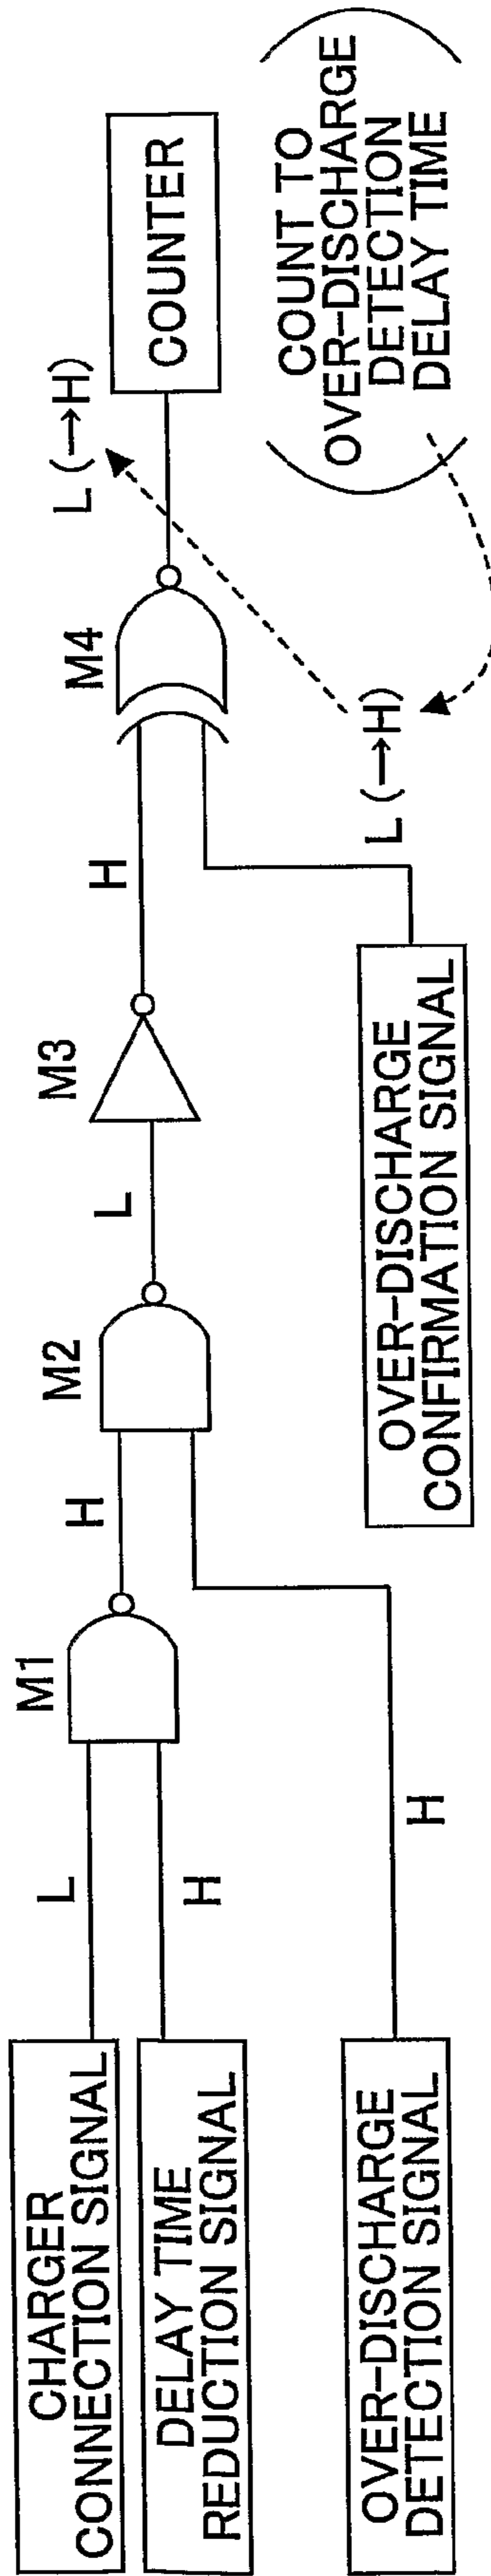 CHARGER
CONNECTION SIGNAL
DELAY TIME
REDUCTION SIGNAL
OVER-DISCHARGE
DETECTION SIGNAL
L
H
H
M1
H
M2
L
M3
H
OVER-DISCHARGE
CONFIRMATION SIGNAL
L (→H)
M4
L (→H)
COUNTER
COUNT TO
OVER-DISCHARGE
DETECTION
DELAY TIME